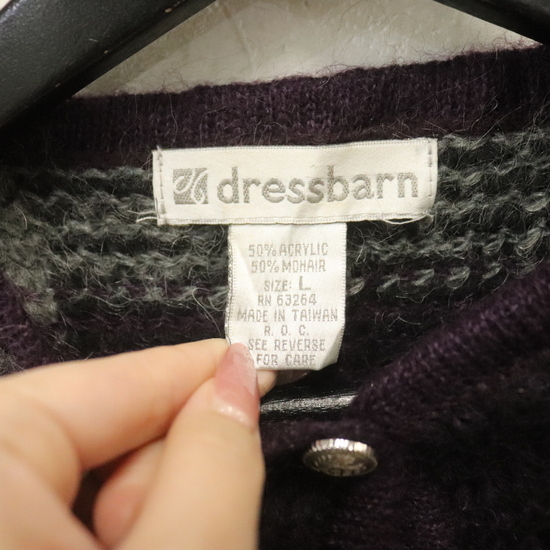 dressbarn
50% ACRYLIC
50% MOHAIR
SIZE: L
RN 63264
MADE IN TAIWAN
R. O. C.
SEE REVERSE
FOR CARE